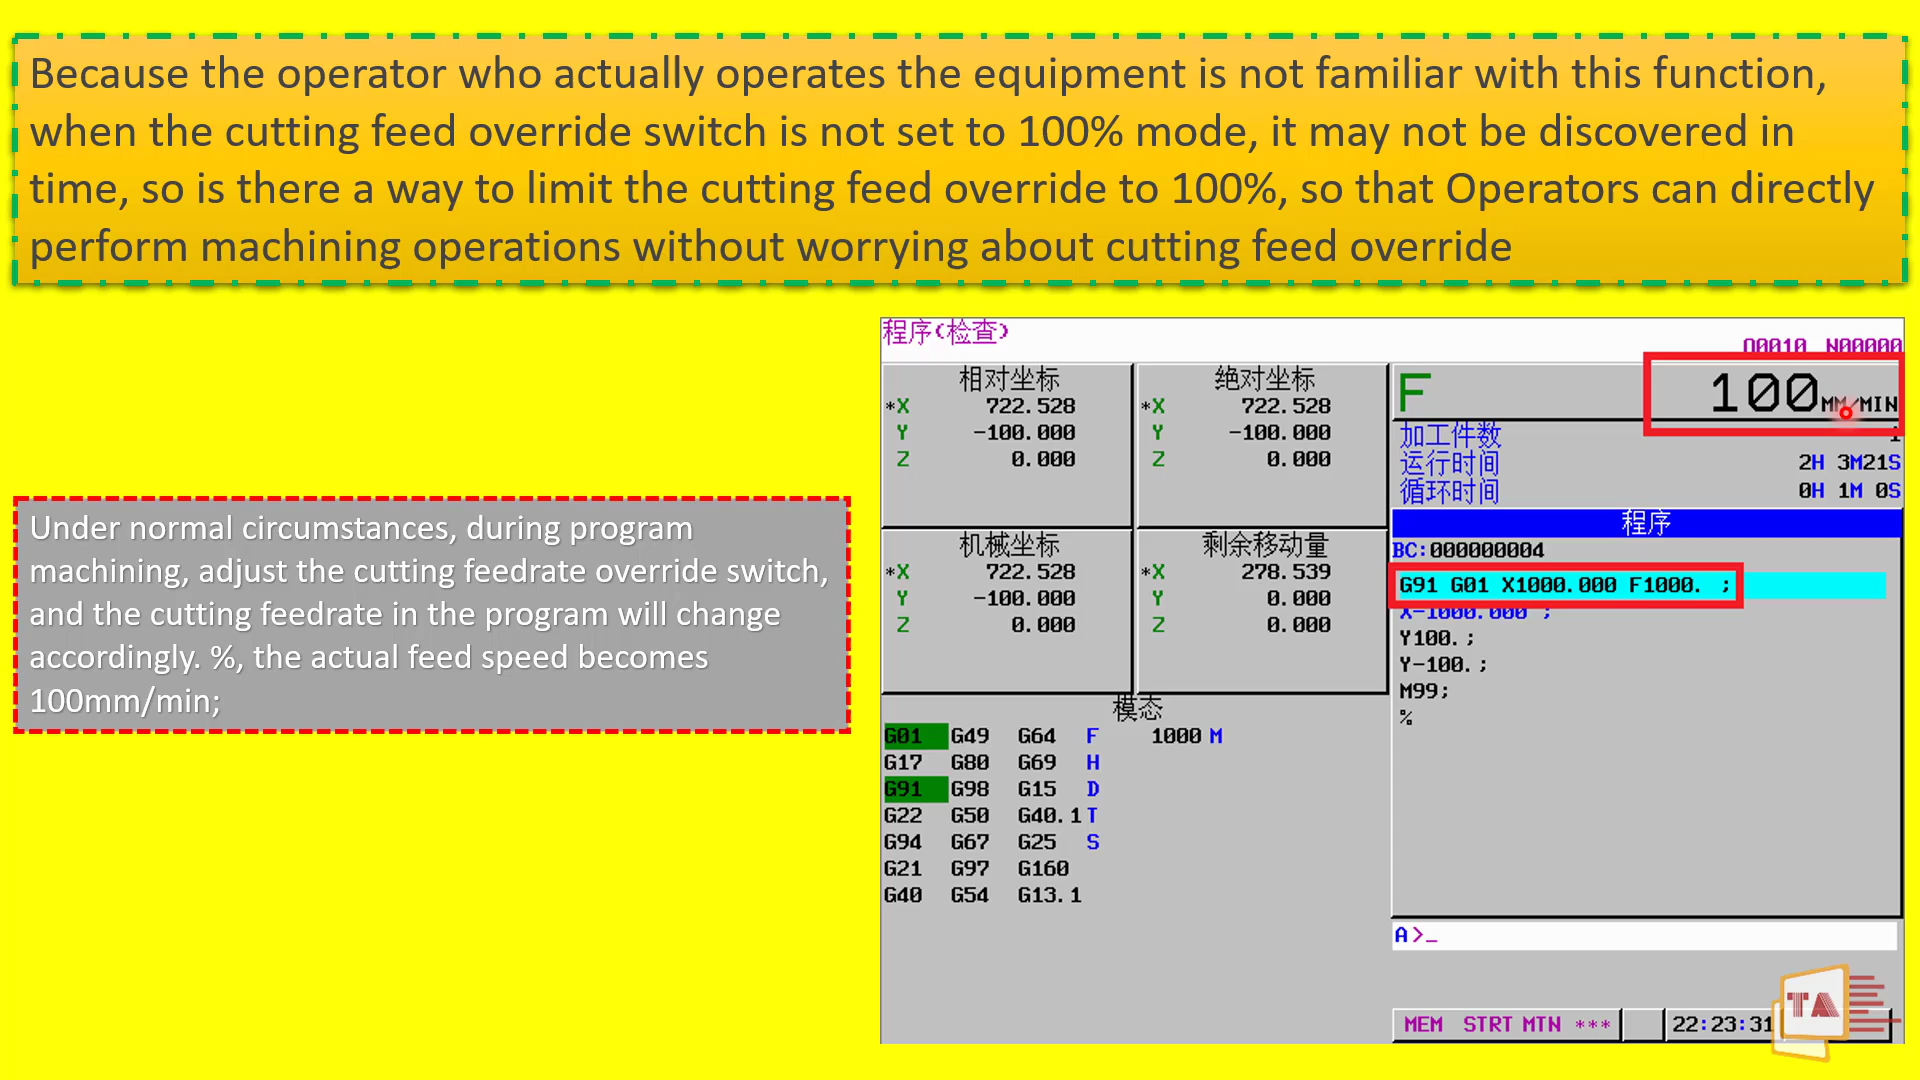 Because the operator who actually operates the equipment is not familiar with this function,
when the cutting feed override switch is not set to 100% mode, it may not be discovered in
time, so is there a way to limit the cutting feed override to 100%, so that Operators can directly
perform machining operations without worrying about cutting feed override
Under normal circumstances, during program
machining, adjust the cutting feedrate override switch,
and the cutting feedrate in the program will change
accordingly. %, the actual feed speed becomes
100mm/min;
程序(检查)
O0010 N00000
相对坐标
*X 722.528
Y -100.000
Z 0.000
绝对坐标
*X 722.528
Y -100.000
Z 0.000
F 100 MM/MIN
加工件数 1
运行时间 2H 3M21S
循环时间 0H 1M 0S
机械坐标
*X 722.528
Y -100.000
Z 0.000
剩余移动量
*X 278.539
Y 0.000
Z 0.000
程序
BC:000000004
G91 G01 X1000.000 F1000. ;
X-1000.000 ;
Y100.;
Y-100.;
M99;
%
模态
G01 G49 G64 F 1000 M
G17 G80 G69 H
G91 G98 G15 D
G22 G50 G40.1 T
G94 G67 G25 S
G21 G97 G160
G40 G54 G13.1
A>_
MEM STRT MTN *** 22:23:31
TA